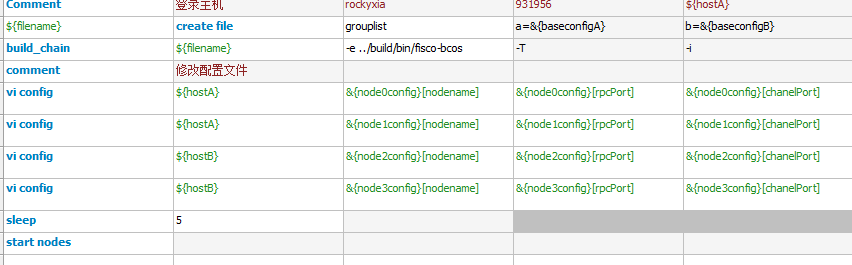 Comment 登录主机 rockyxia 931956 ${hostA}
${filename} create file grouplist a=&{baseconfigA} b=&{baseconfigB}
build_chain ${filename} -e ../build/bin/fisco-bcos -T -i
comment 修改配置文件
vi config ${hostA} &{node0config}[nodename] &{node0config}[rpcPort] &{node0config}[chanelPort]
vi config ${hostA} &{node1config}[nodename] &{node1config}[rpcPort] &{node1config}[chanelPort]
vi config ${hostB} &{node2config}[nodename] &{node2config}[rpcPort] &{node2config}[chanelPort]
vi config ${hostB} &{node3config}[nodename] &{node3config}[rpcPort] &{node3config}[chanelPort]
sleep 5
start nodes